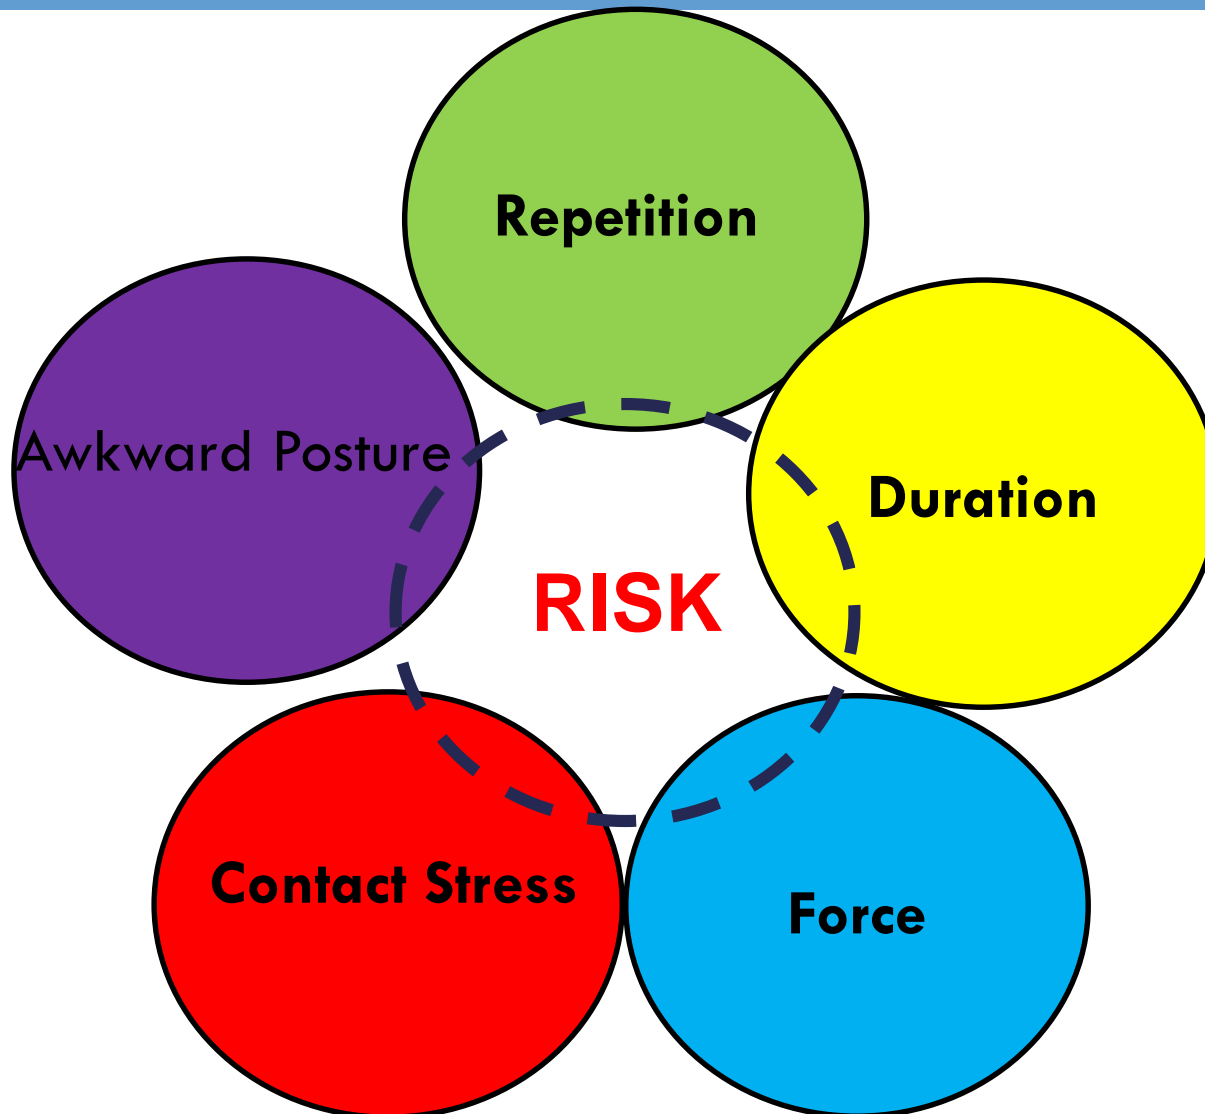 Repetition
Awkward Posture
Duration
RISK
Contact Stress
Force